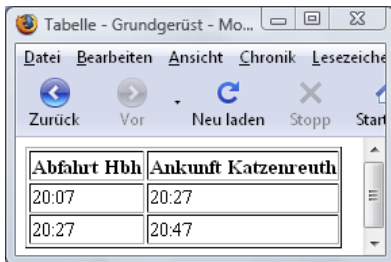 Tabelle - Grundgerüst - Mo...
Datei Bearbeiten Ansicht Chronik Lesezeiche
Zurück Vor Neu laden Stopp Start
Abfahrt Hbh Ankunft Katzenreuth
20:07 20:27
20:27 20:47